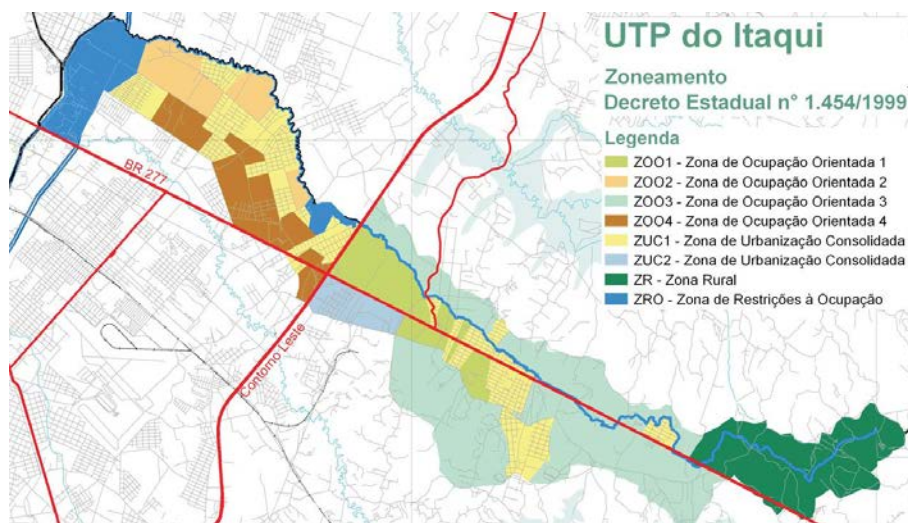 UTP do Itaqui
Zoneamento
Decreto Estadual n° 1.454/1999
Legenda
ZOO1 - Zona de Ocupação Orientada 1
ZOO2 - Zona de Ocupação Orientada 2
ZOO3 - Zona de Ocupação Orientada 3
ZOO4 - Zona de Ocupação Orientada 4
ZUC1 - Zona de Urbanização Consolidada
ZUC2 - Zona de Urbanização Consolidada
ZR - Zona Rural
ZRO - Zona de Restrições à Ocupação
BR 277
Contorno Leste